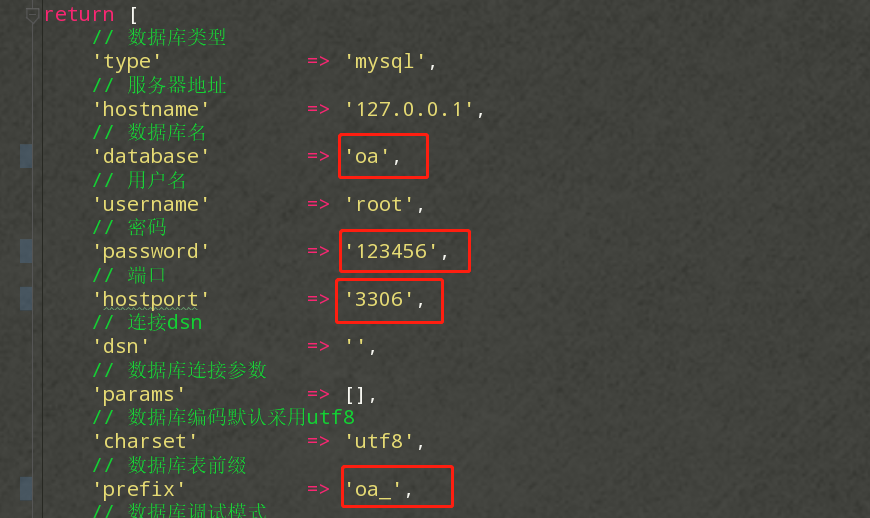 return [
// 数据库类型
'type' => 'mysql',
// 服务器地址
'hostname' => '127.0.0.1',
// 数据库名
'database' => 'oa',
// 用户名
'username' => 'root',
// 密码
'password' => '123456',
// 端口
'hostport' => '3306',
// 连接dsn
'dsn' => '',
// 数据库连接参数
'params' => [],
// 数据库编码默认采用utf8
'charset' => 'utf8',
// 数据库表前缀
'prefix' => 'oa_',
// 数据库调试模式